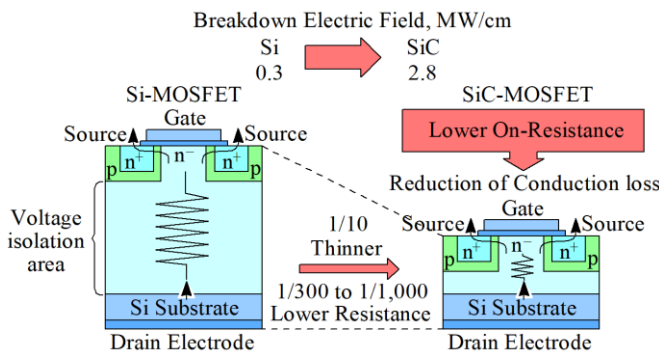 Breakdown Electric Field, MW/cm
Si SiC
0.3 2.8
Si-MOSFET
SiC-MOSFET
Gate
Source Source
n⁻
n⁺ n⁺
p p
Voltage
isolation
area
Si Substrate
Drain Electrode
1/10
Thinner
1/300 to 1/1,000
Lower Resistance
Lower On-Resistance
Reduction of Conduction loss
Source Source
Gate
n⁻
n⁺ n⁺
p p
Si Substrate
Drain Electrode